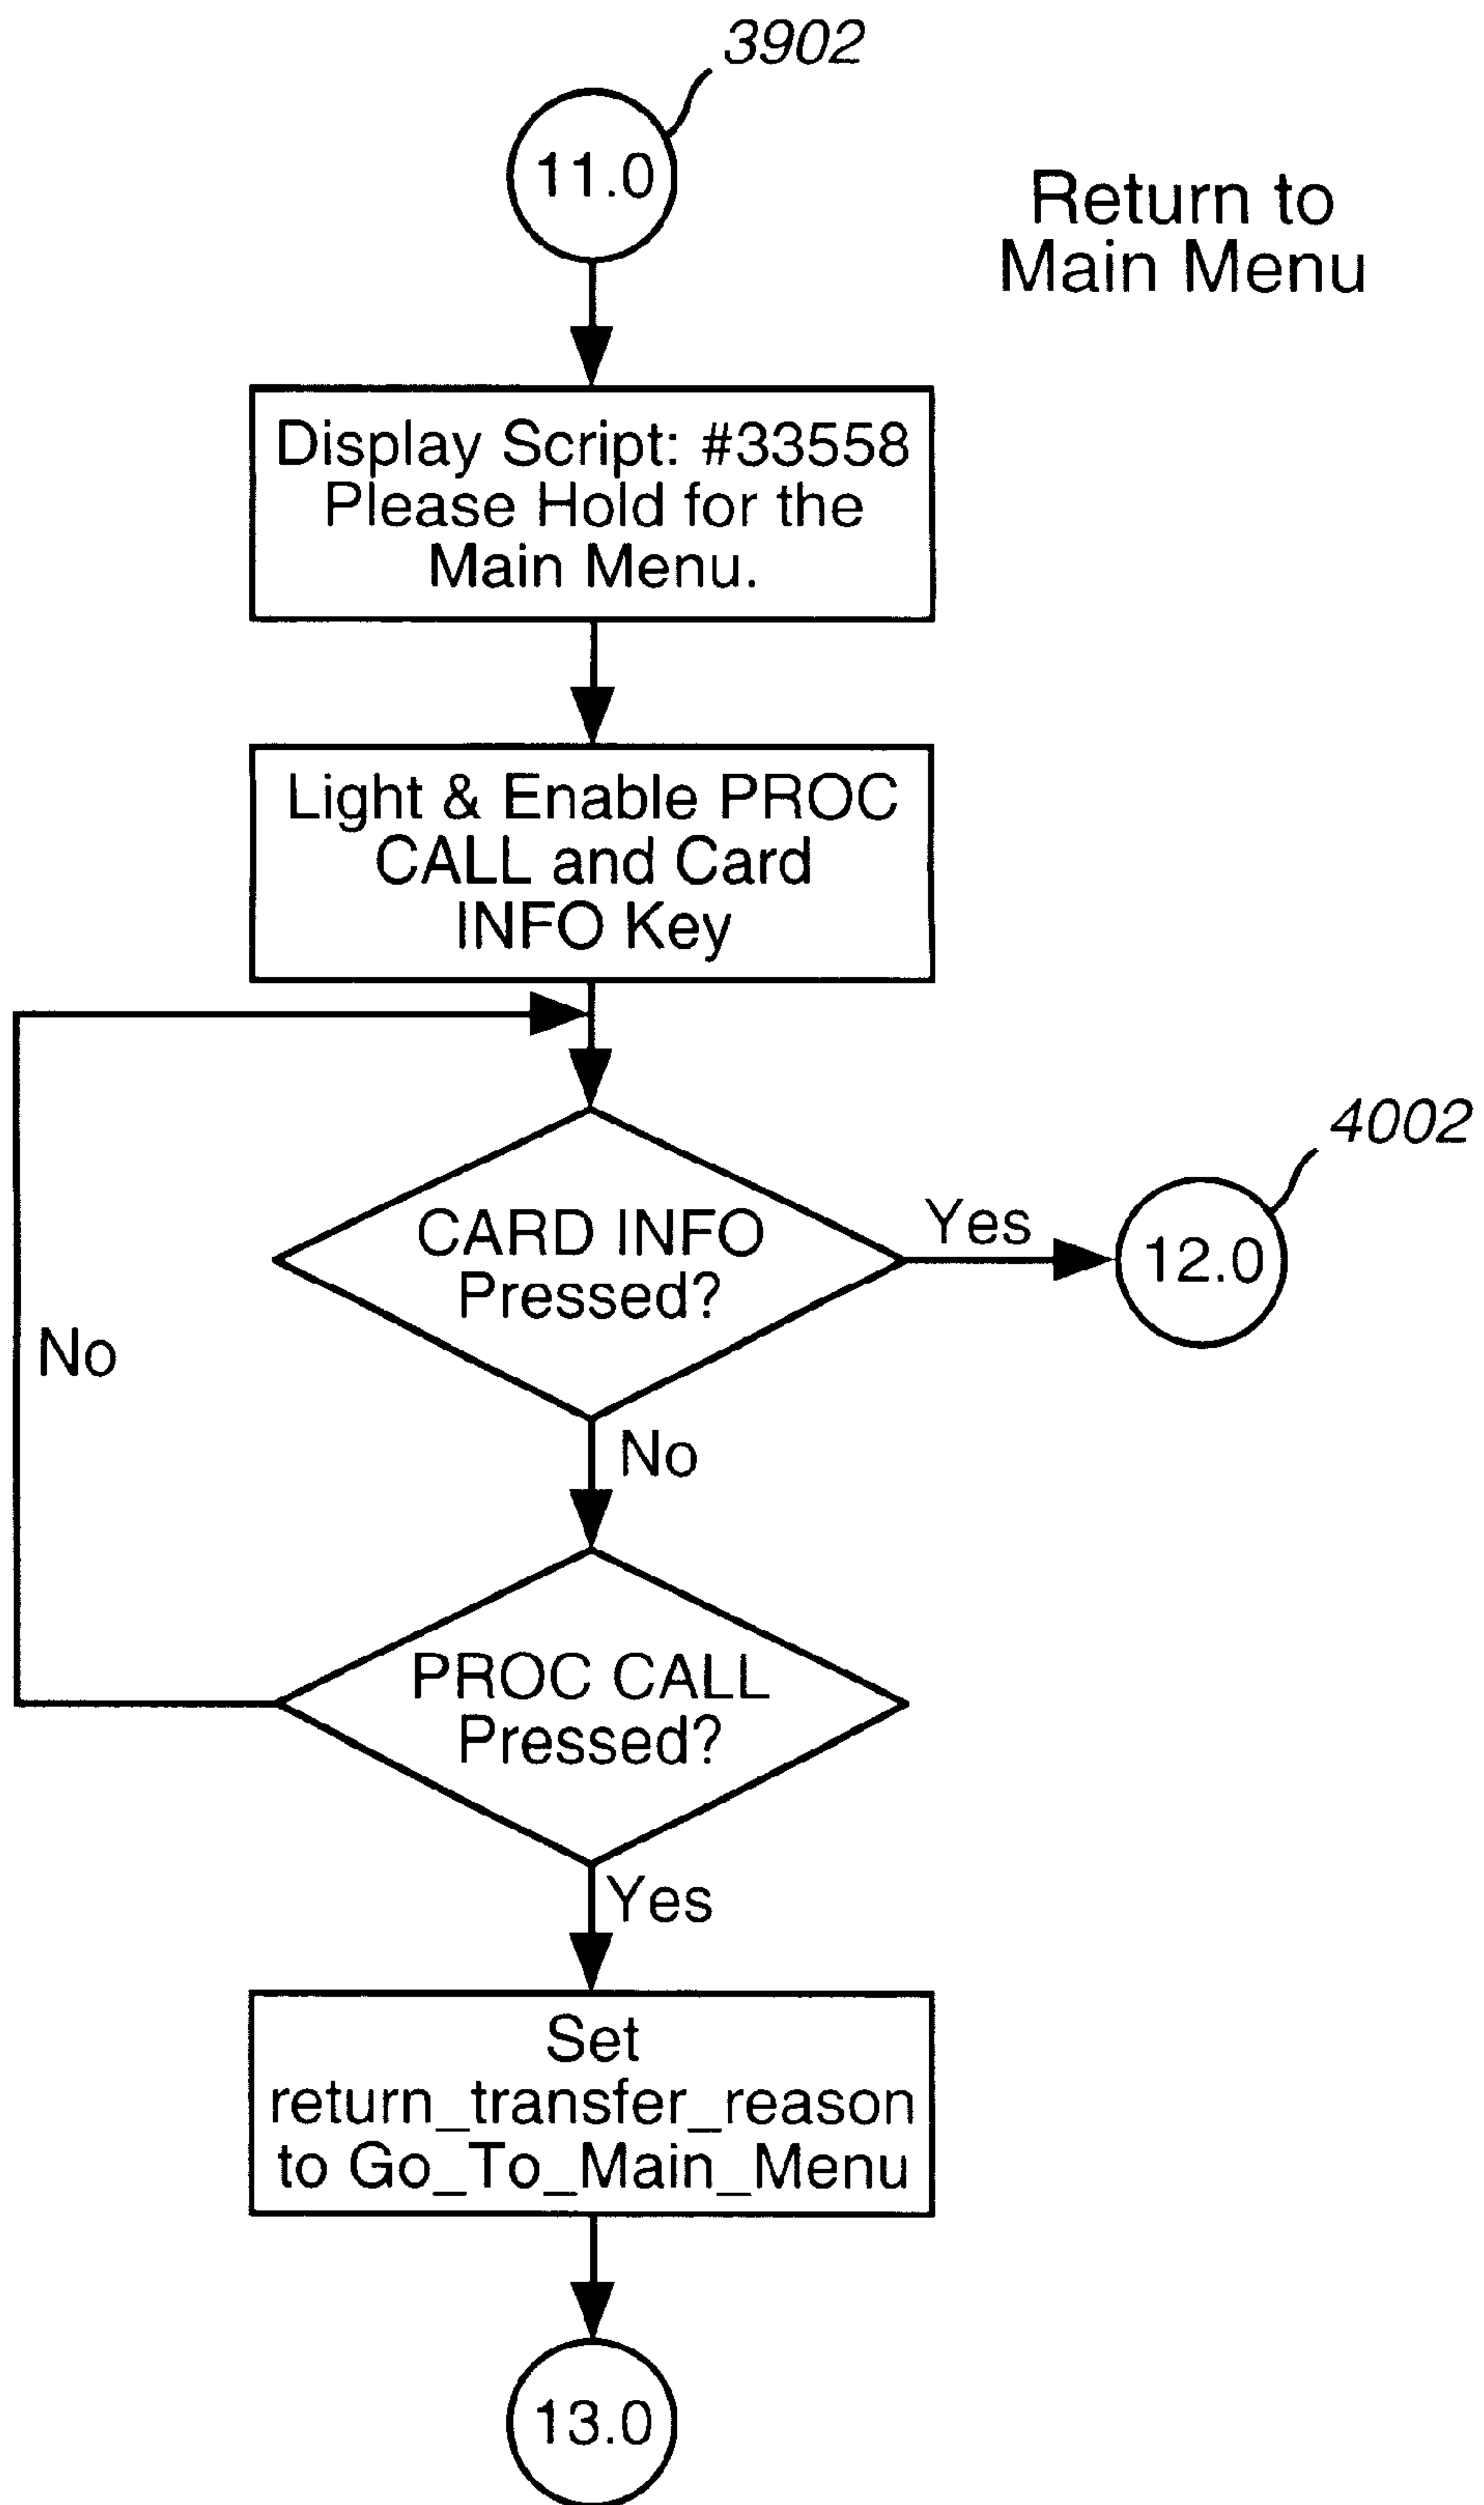 3902
11.0
Return to
Main Menu
Display Script: #33558
Please Hold for the
Main Menu.
Light & Enable PROC
CALL and Card
INFO Key
4002
CARD INFO
Pressed?
Yes
12.0
No
No
PROC CALL
Pressed?
Yes
Set
return_transfer_reason
to Go_To_Main_Menu
13.0